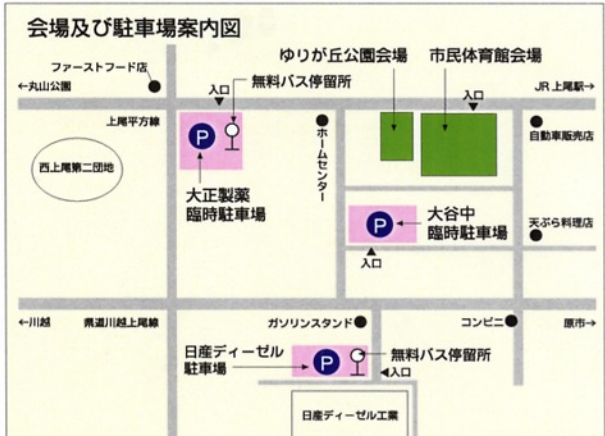 会場及び駐車場案内図
ファーストフード店
←丸山公園
入口
無料バス停留所
ゆりが丘公園会場
市民体育館会場
入口
JR上尾駅→
上尾平方線
P
ホームセンター
自動車販売店
西上尾第二団地
大正製薬
臨時駐車場
P
大谷中
臨時駐車場
天ぷら料理店
入口
←川越
県道川越上尾線
ガソリンスタンド
コンビニ
原市→
日産ディーゼル
駐車場
P
無料バス停留所
入口
日産ディーゼル工業